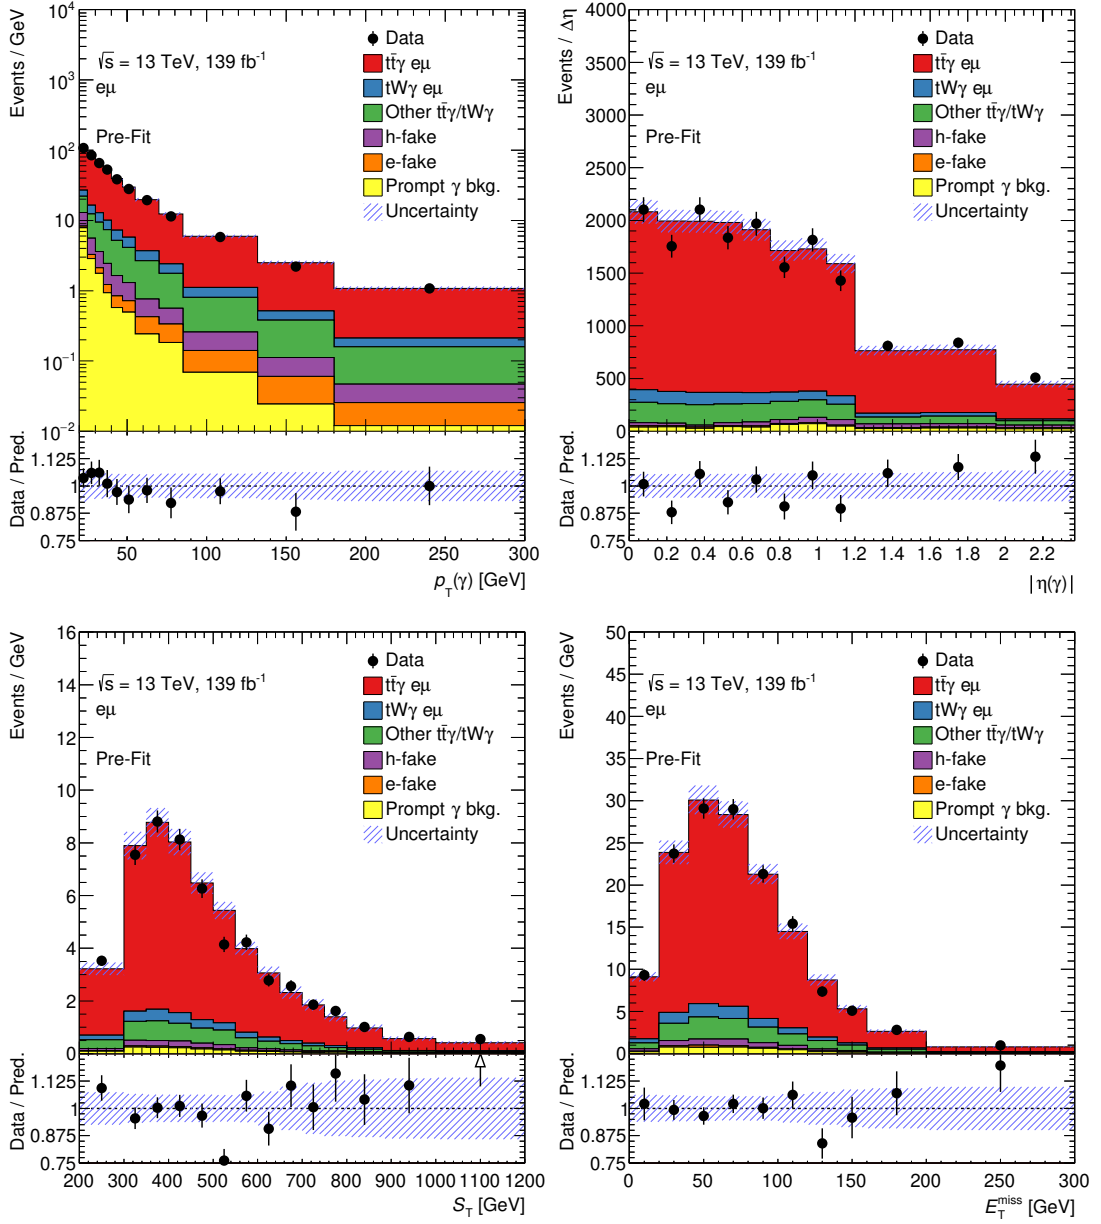 Events / GeV
10⁴
10³
10²
10
1
10⁻¹
10⁻²
√s = 13 TeV, 139 fb⁻¹
eμ
Pre-Fit
Data
tt̄γ eμ
tWγ eμ
Other tt̄γ/tWγ
h-fake
e-fake
Prompt γ bkg.
Uncertainty
Data / Pred.
1.125
1
0.875
0.75
50 100 150 200 250 300
p_T(γ) [GeV]
Events / Δη
4000
3500
3000
2500
2000
1500
1000
500
0
√s = 13 TeV, 139 fb⁻¹
eμ
Pre-Fit
Data
tt̄γ eμ
tWγ eμ
Other tt̄γ/tWγ
h-fake
e-fake
Prompt γ bkg.
Uncertainty
Data / Pred.
1.125
1
0.875
0.75
0 0.2 0.4 0.6 0.8 1 1.2 1.4 1.6 1.8 2 2.2
|η(γ)|
Events / GeV
16
14
12
10
8
6
4
2
0
√s = 13 TeV, 139 fb⁻¹
eμ
Pre-Fit
Data
tt̄γ eμ
tWγ eμ
Other tt̄γ/tWγ
h-fake
e-fake
Prompt γ bkg.
Uncertainty
Data / Pred.
1.125
1
0.875
0.75
200 300 400 500 600 700 800 900 1000 1100 1200
S_T [GeV]
Events / GeV
50
45
40
35
30
25
20
15
10
5
0
√s = 13 TeV, 139 fb⁻¹
eμ
Pre-Fit
Data
tt̄γ eμ
tWγ eμ
Other tt̄γ/tWγ
h-fake
e-fake
Prompt γ bkg.
Uncertainty
Data / Pred.
1.125
1
0.875
0.75
0 50 100 150 200 250 300
E_T^miss [GeV]